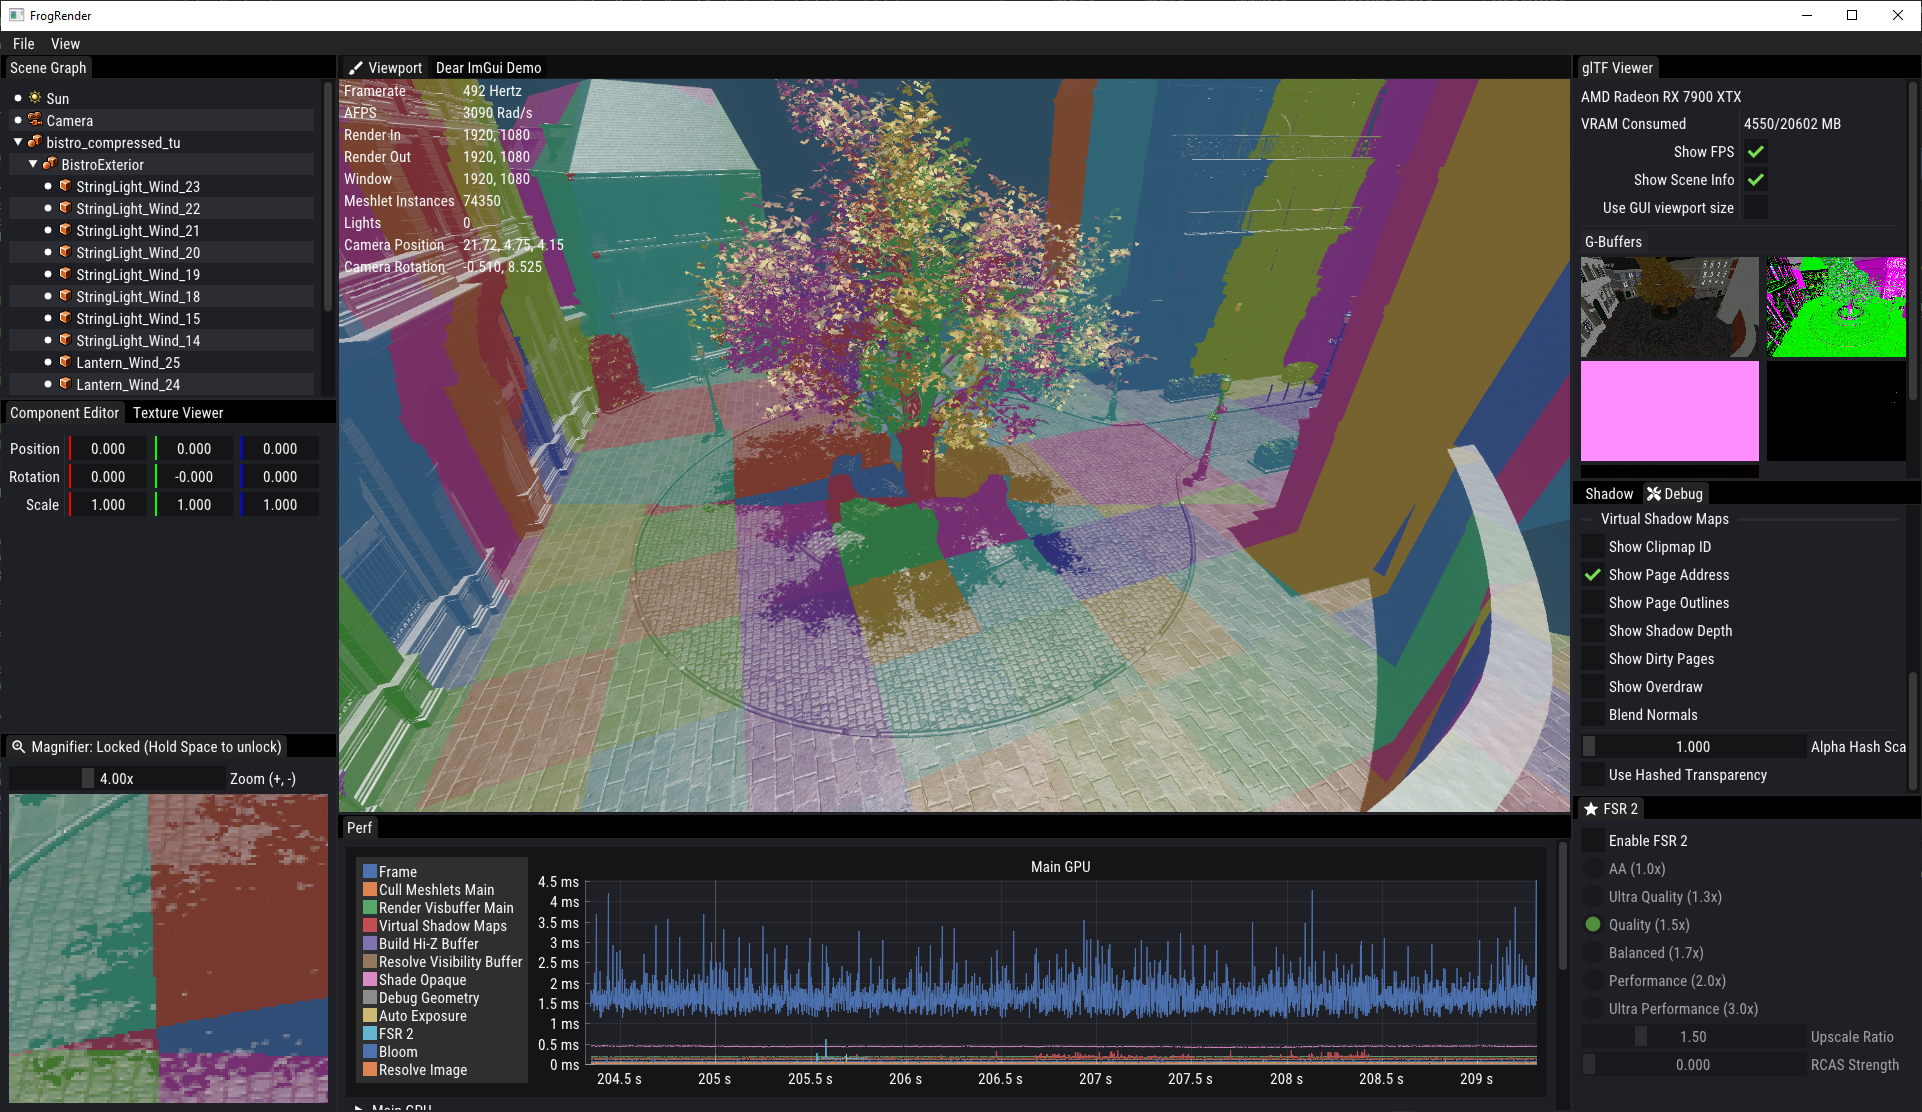 FrogRender
File View
Scene Graph
Sun
Camera
bistro_compressed_tu
BistroExterior
StringLight_Wind_23
StringLight_Wind_22
StringLight_Wind_21
StringLight_Wind_20
StringLight_Wind_19
StringLight_Wind_18
StringLight_Wind_15
StringLight_Wind_14
Lantern_Wind_25
Lantern_Wind_24
Component Editor Texture Viewer
Position 0.000 0.000 0.000
Rotation 0.000 -0.000 0.000
Scale 1.000 1.000 1.000
Magnifier: Locked (Hold Space to unlock)
4.00x Zoom (+, -)
Viewport Dear ImGui Demo
Framerate 492 Hertz
AFPS 3090 Rad/s
Render In 1920, 1080
Render Out 1920, 1080
Window 1920, 1080
Meshlet Instances 74350
Lights 0
Camera Position 21.72, 4.75, 4.15
Camera Rotation -0.510, 8.525
Perf
Main GPU
Frame
Cull Meshlets Main
Render Visbuffer Main
Virtual Shadow Maps
Build Hi-Z Buffer
Resolve Visibility Buffer
Shade Opaque
Debug Geometry
Auto Exposure
FSR 2
Bloom
Resolve Image
4.5 ms
4 ms
3.5 ms
3 ms
2.5 ms
2 ms
1.5 ms
1 ms
0.5 ms
0 ms
204.5 s 205 s 205.5 s 206 s 206.5 s 207 s 207.5 s 208 s 208.5 s 209 s
Main GPU
glTF Viewer
AMD Radeon RX 7900 XTX
VRAM Consumed 4550/20602 MB
Show FPS
Show Scene Info
Use GUI viewport size
G-Buffers
Shadow Debug
Virtual Shadow Maps
Show Clipmap ID
Show Page Address
Show Page Outlines
Show Shadow Depth
Show Dirty Pages
Show Overdraw
Blend Normals
1.000 Alpha Hash Sca
Use Hashed Transparency
FSR 2
Enable FSR 2
AA (1.0x)
Ultra Quality (1.3x)
Quality (1.5x)
Balanced (1.7x)
Performance (2.0x)
Ultra Performance (3.0x)
1.50 Upscale Ratio
0.000 RCAS Strength